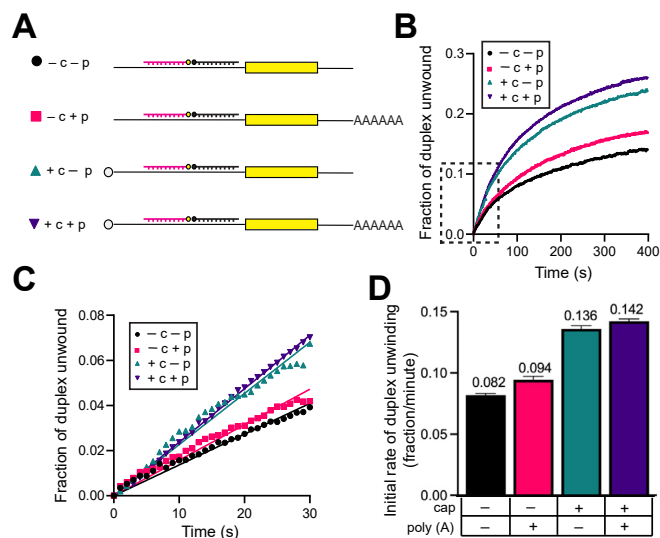 A
− c − p
− c + p
AAAAAA
+ c − p
+ c + p
AAAAAA
B
Fraction of duplex unwound
0.3
0.2
0.1
0.0
− c − p
− c + p
+ c − p
+ c + p
0
100
200
300
400
Time (s)
C
Fraction of duplex unwound
0.08
0.06
0.04
0.02
0.00
− c − p
− c + p
+ c − p
+ c + p
0
10
20
30
Time (s)
D
Initial rate of duplex unwinding
(fraction/minute)
0.15
0.10
0.05
0.00
0.082
0.094
0.136
0.142
cap − − + +
poly (A) − + − +